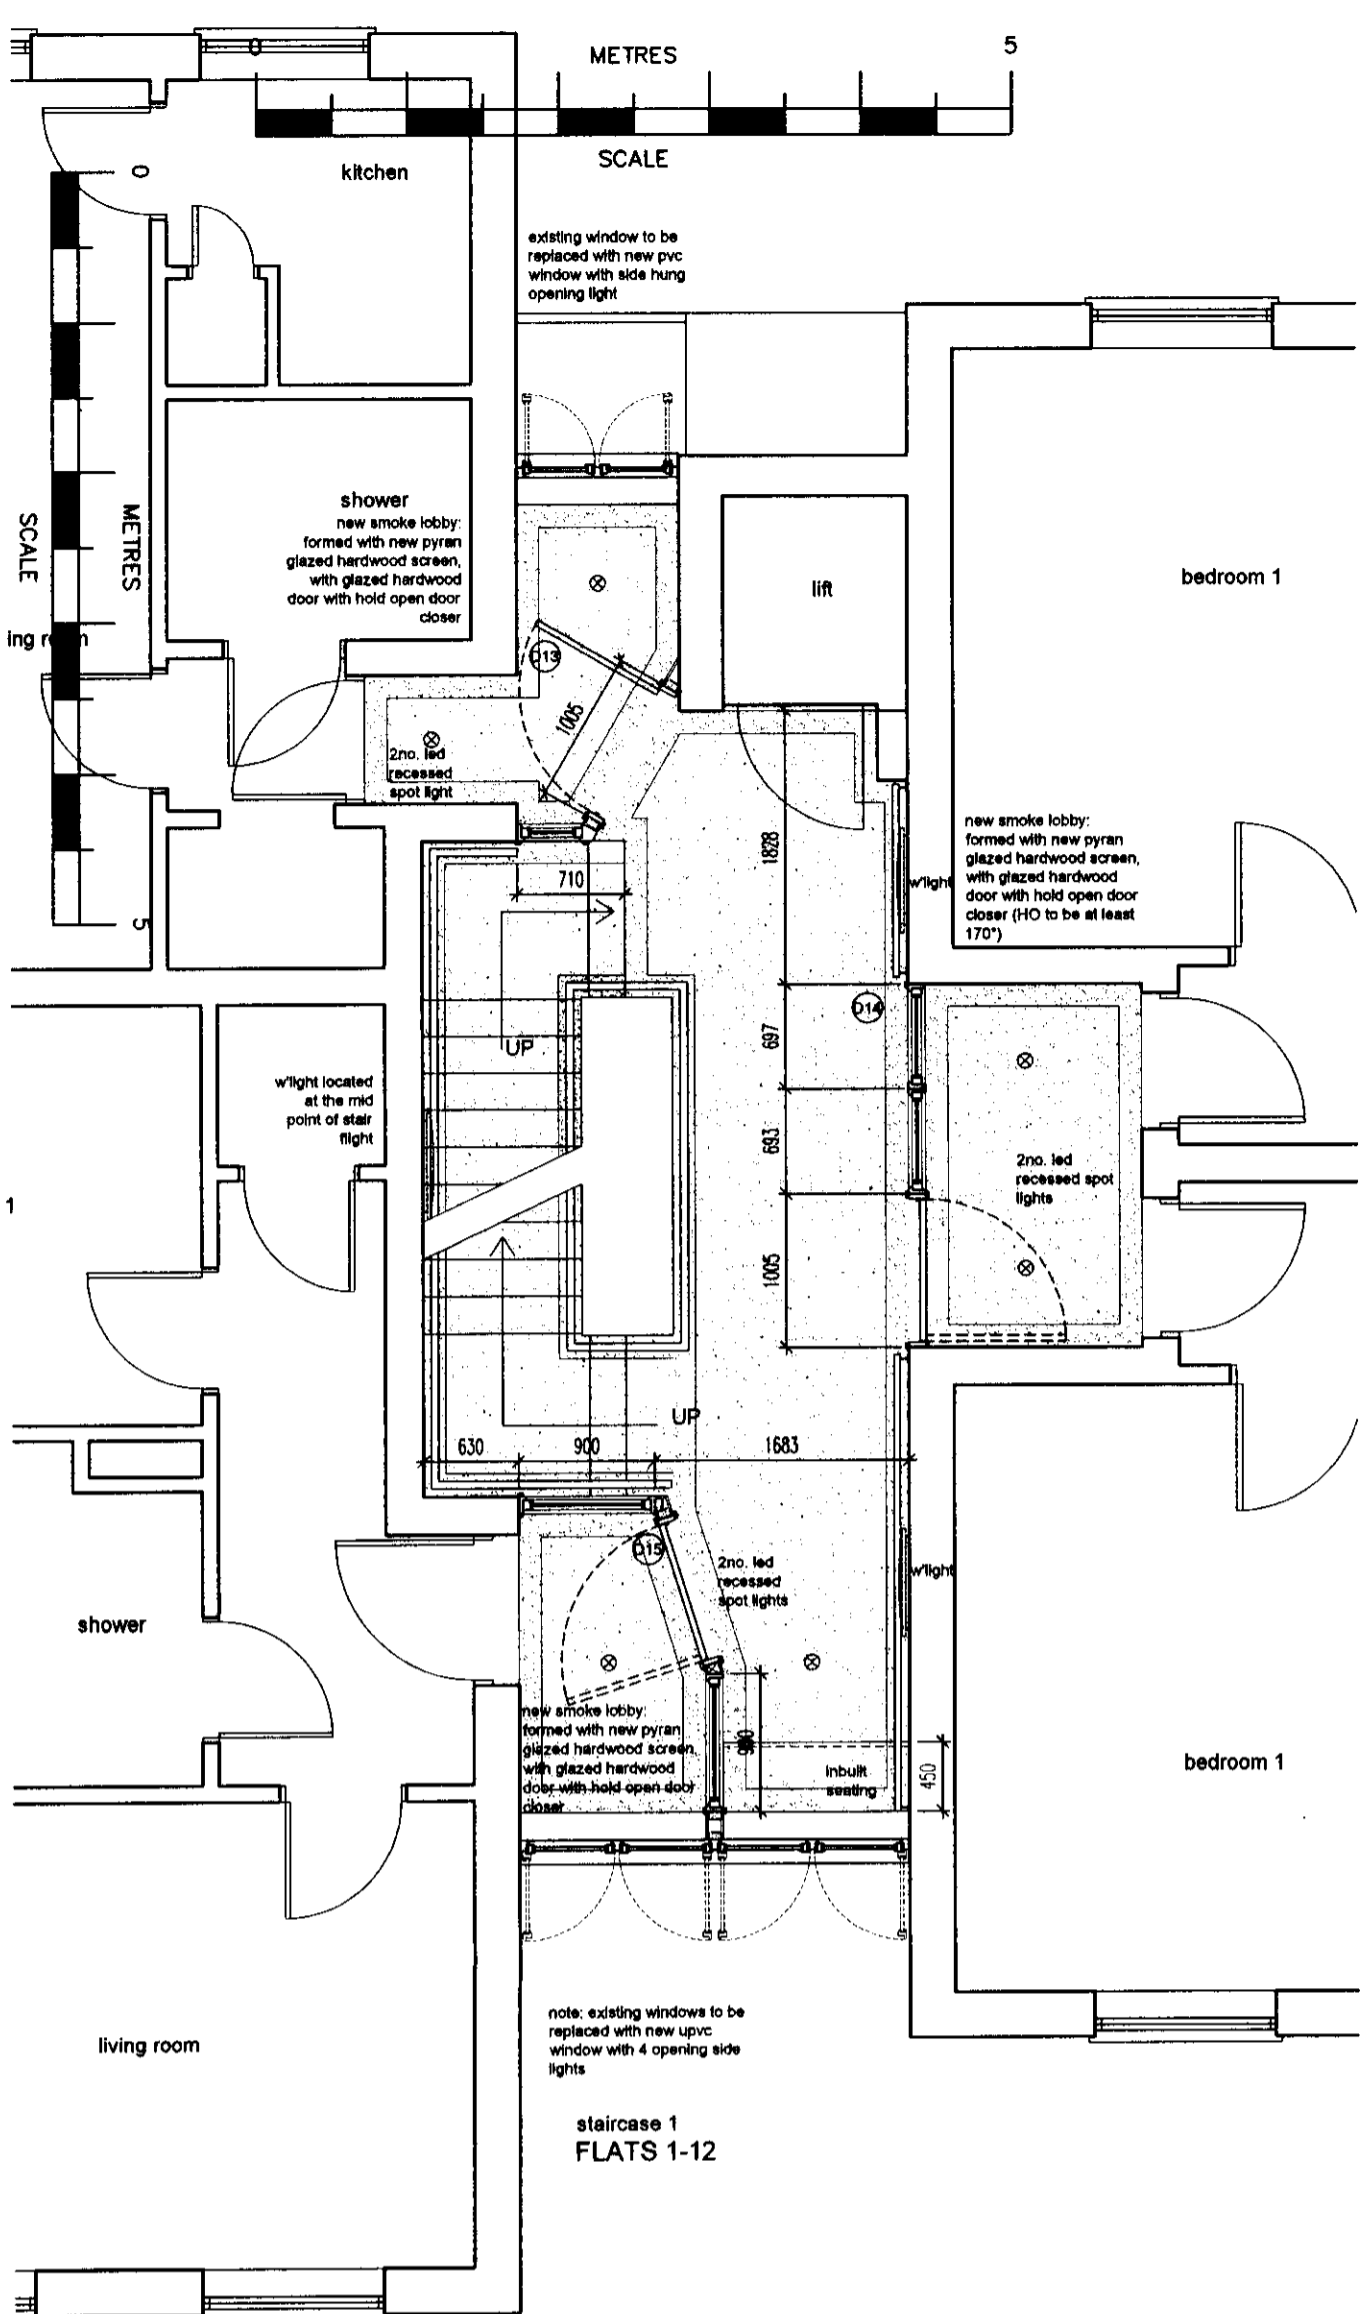 METRES
0
5
SCALE
kitchen
0
METRES
SCALE
5
existing window to be
replaced with new pvc
window with side hung
opening light
shower
new smoke lobby:
formed with new pyran
glazed hardwood screen,
with glazed hardwood
door with hold open door
closer
lift
bedroom 1
D13
1005
2no. led
recessed
spot light
1828
w'light
new smoke lobby:
formed with new pyran
glazed hardwood screen,
with glazed hardwood
door with hold open door
closer (HO to be at least
170°)
710
UP
D14
697
w'light located
at the mid
point of stair
flight
693
2no. led
recessed spot
lights
1
1005
UP
630
900
1683
D15
2no. led
recessed
spot lights
w'light
shower
new smoke lobby:
formed with new pyran
glazed hardwood screen,
with glazed hardwood
door with hold open door
closer
inbuilt
seating
450
bedroom 1
living room
note: existing windows to be
replaced with new upvc
window with 4 opening side
lights
staircase 1
FLATS 1-12